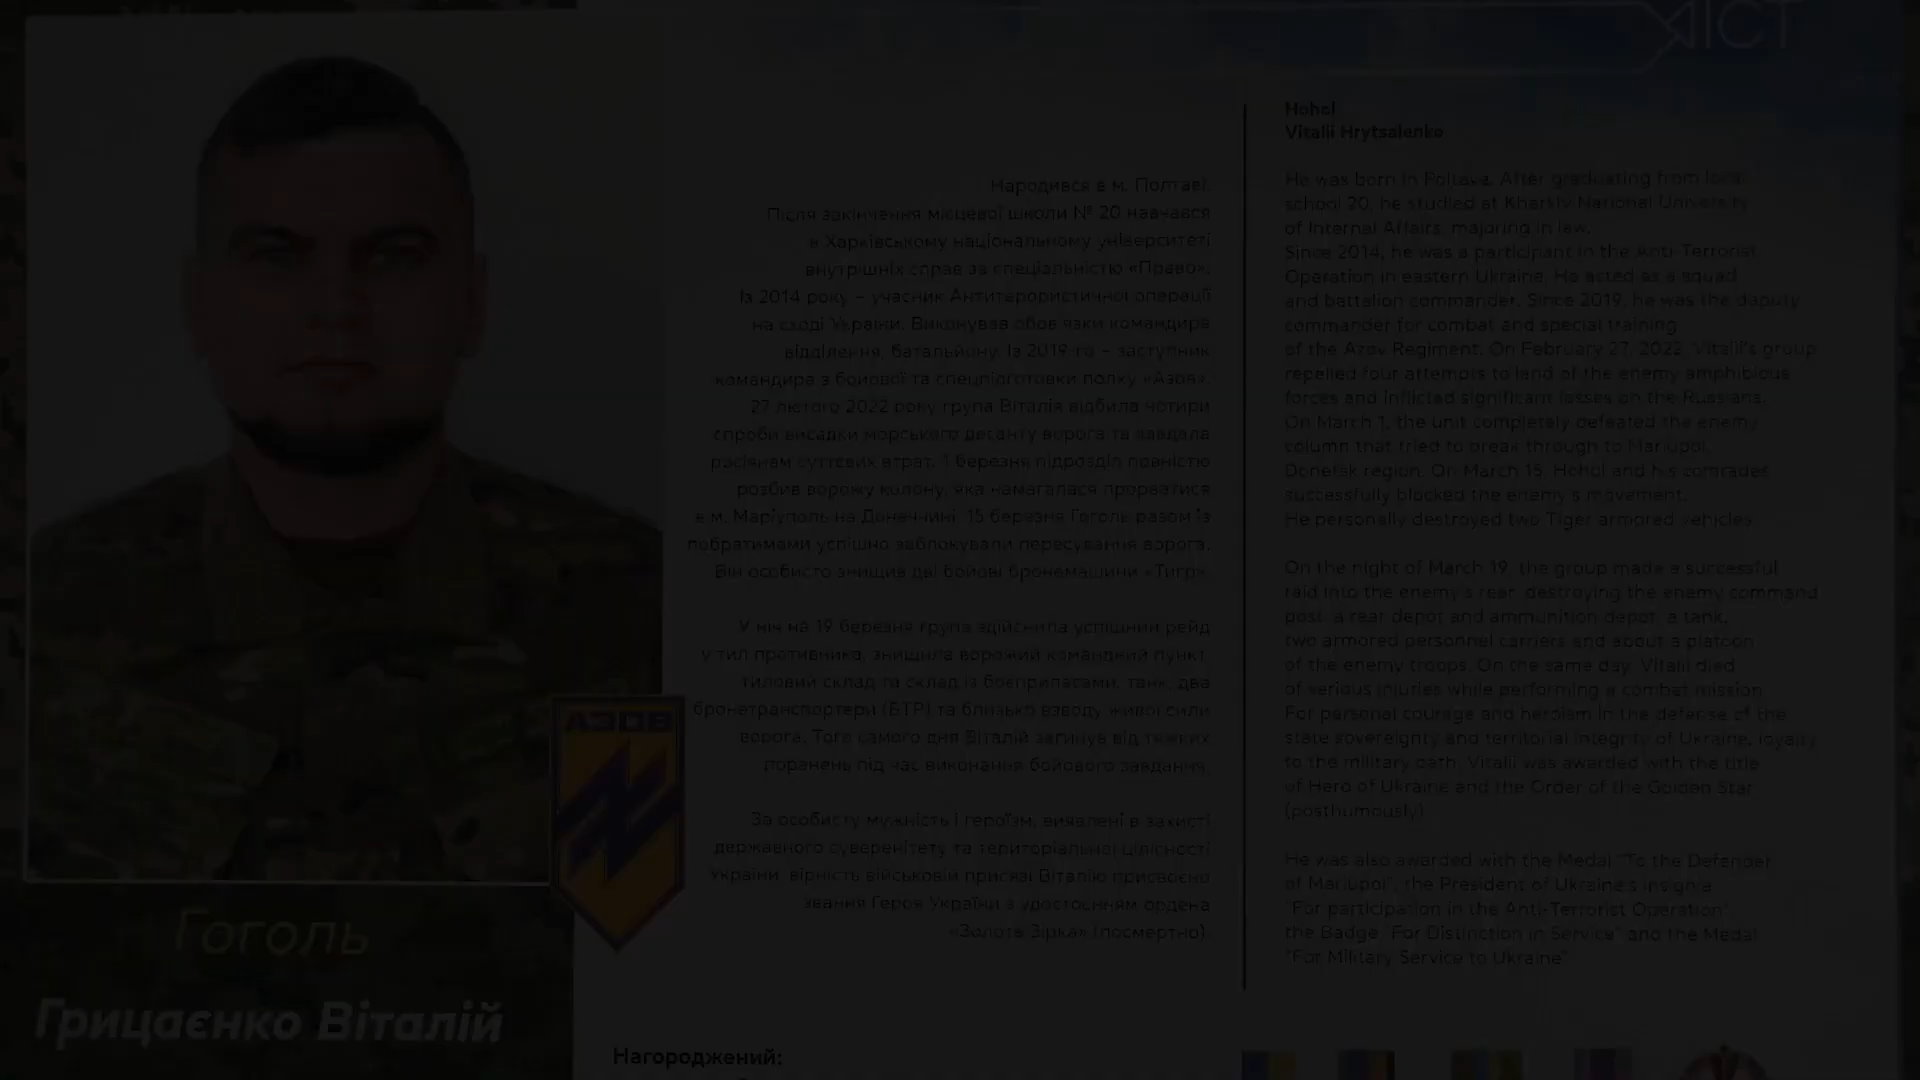 ХІСТ
Гоголь
Грицаєнко Віталій
АЗОВ
Народився в м. Полтаві.
Після закінчення місцевої школи № 20 навчався
в Харківському національному університеті
внутрішніх справ за спеціальністю «Право».
Із 2014 року – учасник Антитерористичної операції
на сході України. Виконував обов'язки командира
відділення, батальйону. Із 2019-го – заступник
командира з бойової та спецпідготовки полку «Азов».
27 лютого 2022 року група Віталія відбила чотири
спроби висадки морського десанту ворога та завдала
росіянам суттєвих втрат. 1 березня підрозділ повністю
розбив ворожу колону, яка намагалася прорватися
в м. Маріуполь на Донеччині. 15 березня Гоголь разом із
побратимами успішно заблокували пересування ворога.
Він особисто знищив дві бойові бронемашини «Тигр».
У ніч на 19 березня група здійснила успішний рейд
у тил противника, знищила ворожий командний пункт,
тиловий склад та склад із боєприпасами, танк, два
бронетранспортери (БТР) та близько взводу живої сили
ворога. Того самого дня Віталій загинув від тяжких
поранень під час виконання бойового завдання.
За особисту мужність і героїзм, виявлені в захисті
державного суверенітету та територіальної цілісності
України, вірність військовій присязі Віталію присвоєно
звання Героя України з удостоєнням ордена
«Золота Зірка» (посмертно).
Нагороджений:
Hohol
Vitalii Hrytsaienko
He was born in Poltava. After graduating from local
school 20, he studied at Kharkiv National University
of Internal Affairs, majoring in law.
Since 2014, he was a participant in the Anti-Terrorist
Operation in eastern Ukraine. He acted as a squad
and battalion commander. Since 2019, he was the deputy
commander for combat and special training
of the Azov Regiment. On February 27, 2022, Vitalii's group
repelled four attempts to land of the enemy amphibious
forces and inflicted significant losses on the Russians.
On March 1, the unit completely defeated the enemy
column that tried to break through to Mariupol,
Donetsk region. On March 15, Hohol and his comrades
successfully blocked the enemy's movement.
He personally destroyed two Tiger armored vehicles.
On the night of March 19, the group made a successful
raid into the enemy's rear, destroying the enemy command
post, a rear depot and ammunition depot, a tank,
two armored personnel carriers and about a platoon
of the enemy troops. On the same day, Vitalii died
of serious injuries while performing a combat mission.
For personal courage and heroism in the defense of the
state sovereignty and territorial integrity of Ukraine, loyalty
to the military oath, Vitalii was awarded with the title
of Hero of Ukraine and the Order of the Golden Star
(posthumously).
He was also awarded with the Medal "To the Defender
of Mariupol", the President of Ukraine's insignia
"For participation in the Anti-Terrorist Operation",
the Badge "For Distinction in Service" and the Medal
"For Military Service to Ukraine"